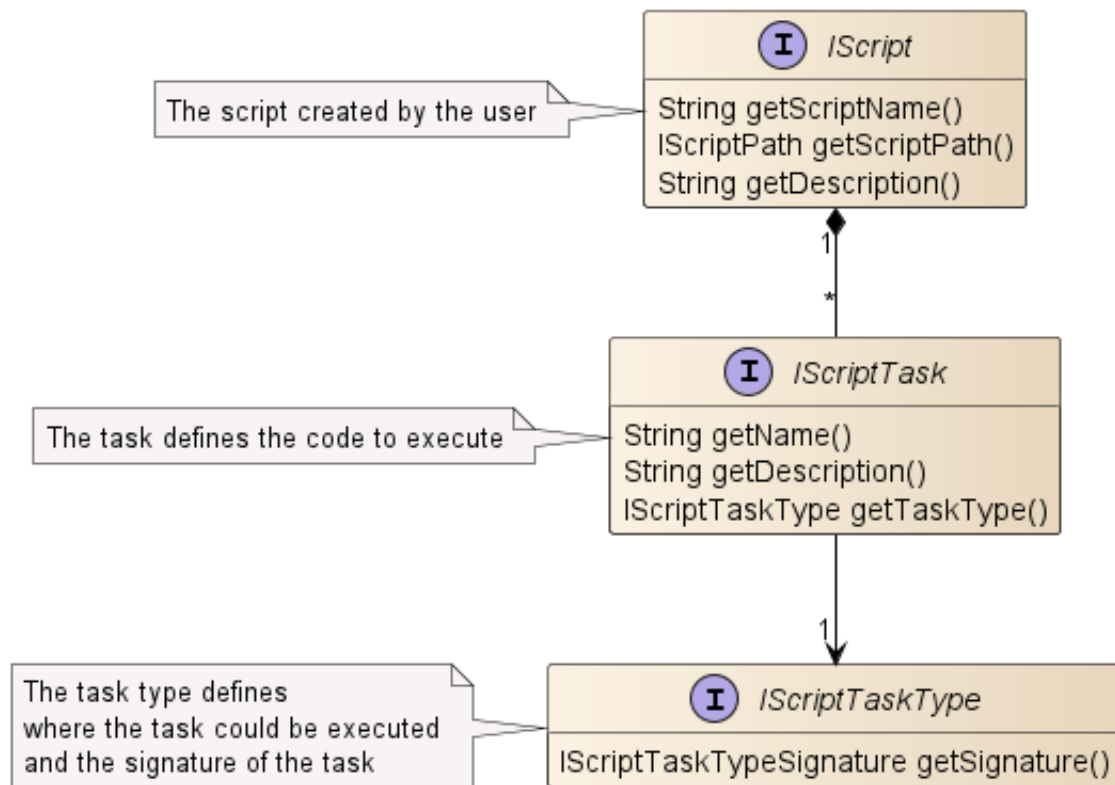 I IScript
The script created by the user
String getScriptName()
IScriptPath getScriptPath()
String getDescription()
1
*
I IScriptTask
The task defines the code to execute
String getName()
String getDescription()
IScriptTaskType getTaskType()
1
The task type defines
where the task could be executed
and the signature of the task
I IScriptTaskType
IScriptTaskTypeSignature getSignature()